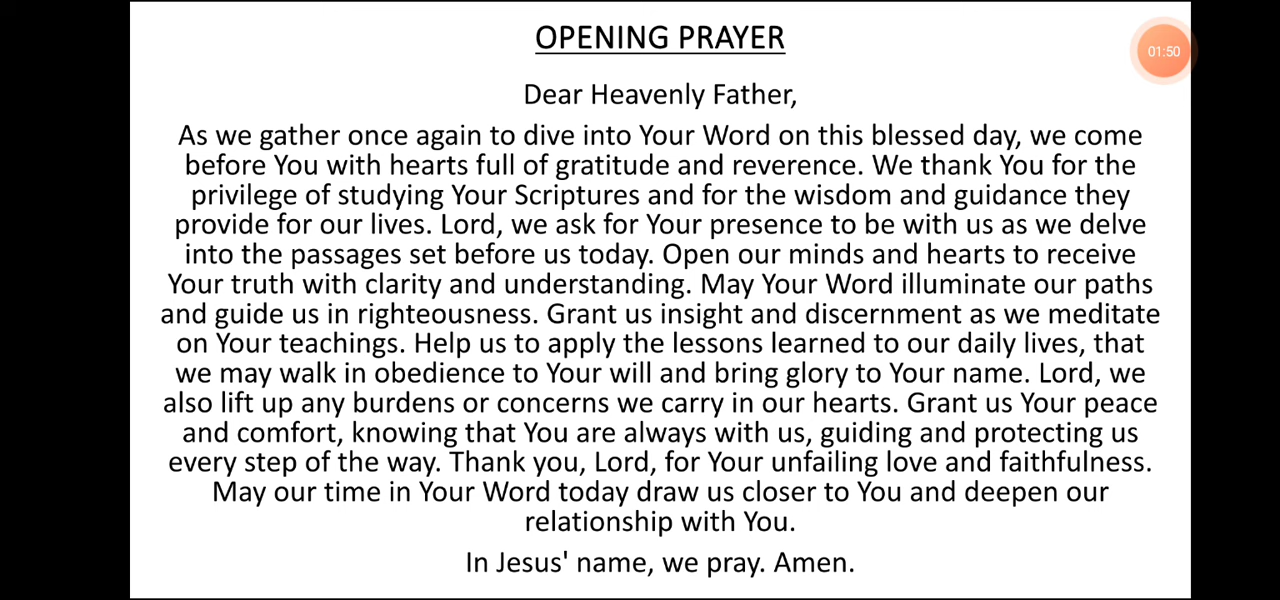 OPENING PRAYER
01:50
Dear Heavenly Father,
As we gather once again to dive into Your Word on this blessed day, we come
before You with hearts full of gratitude and reverence. We thank You for the
privilege of studying Your Scriptures and for the wisdom and guidance they
provide for our lives. Lord, we ask for Your presence to be with us as we delve
into the passages set before us today. Open our minds and hearts to receive
Your truth with clarity and understanding. May Your Word illuminate our paths
and guide us in righteousness. Grant us insight and discernment as we meditate
on Your teachings. Help us to apply the lessons learned to our daily lives, that
we may walk in obedience to Your will and bring glory to Your name. Lord, we
also lift up any burdens or concerns we carry in our hearts. Grant us Your peace
and comfort, knowing that You are always with us, guiding and protecting us
every step of the way. Thank you, Lord, for Your unfailing love and faithfulness.
May our time in Your Word today draw us closer to You and deepen our
relationship with You.
In Jesus' name, we pray. Amen.